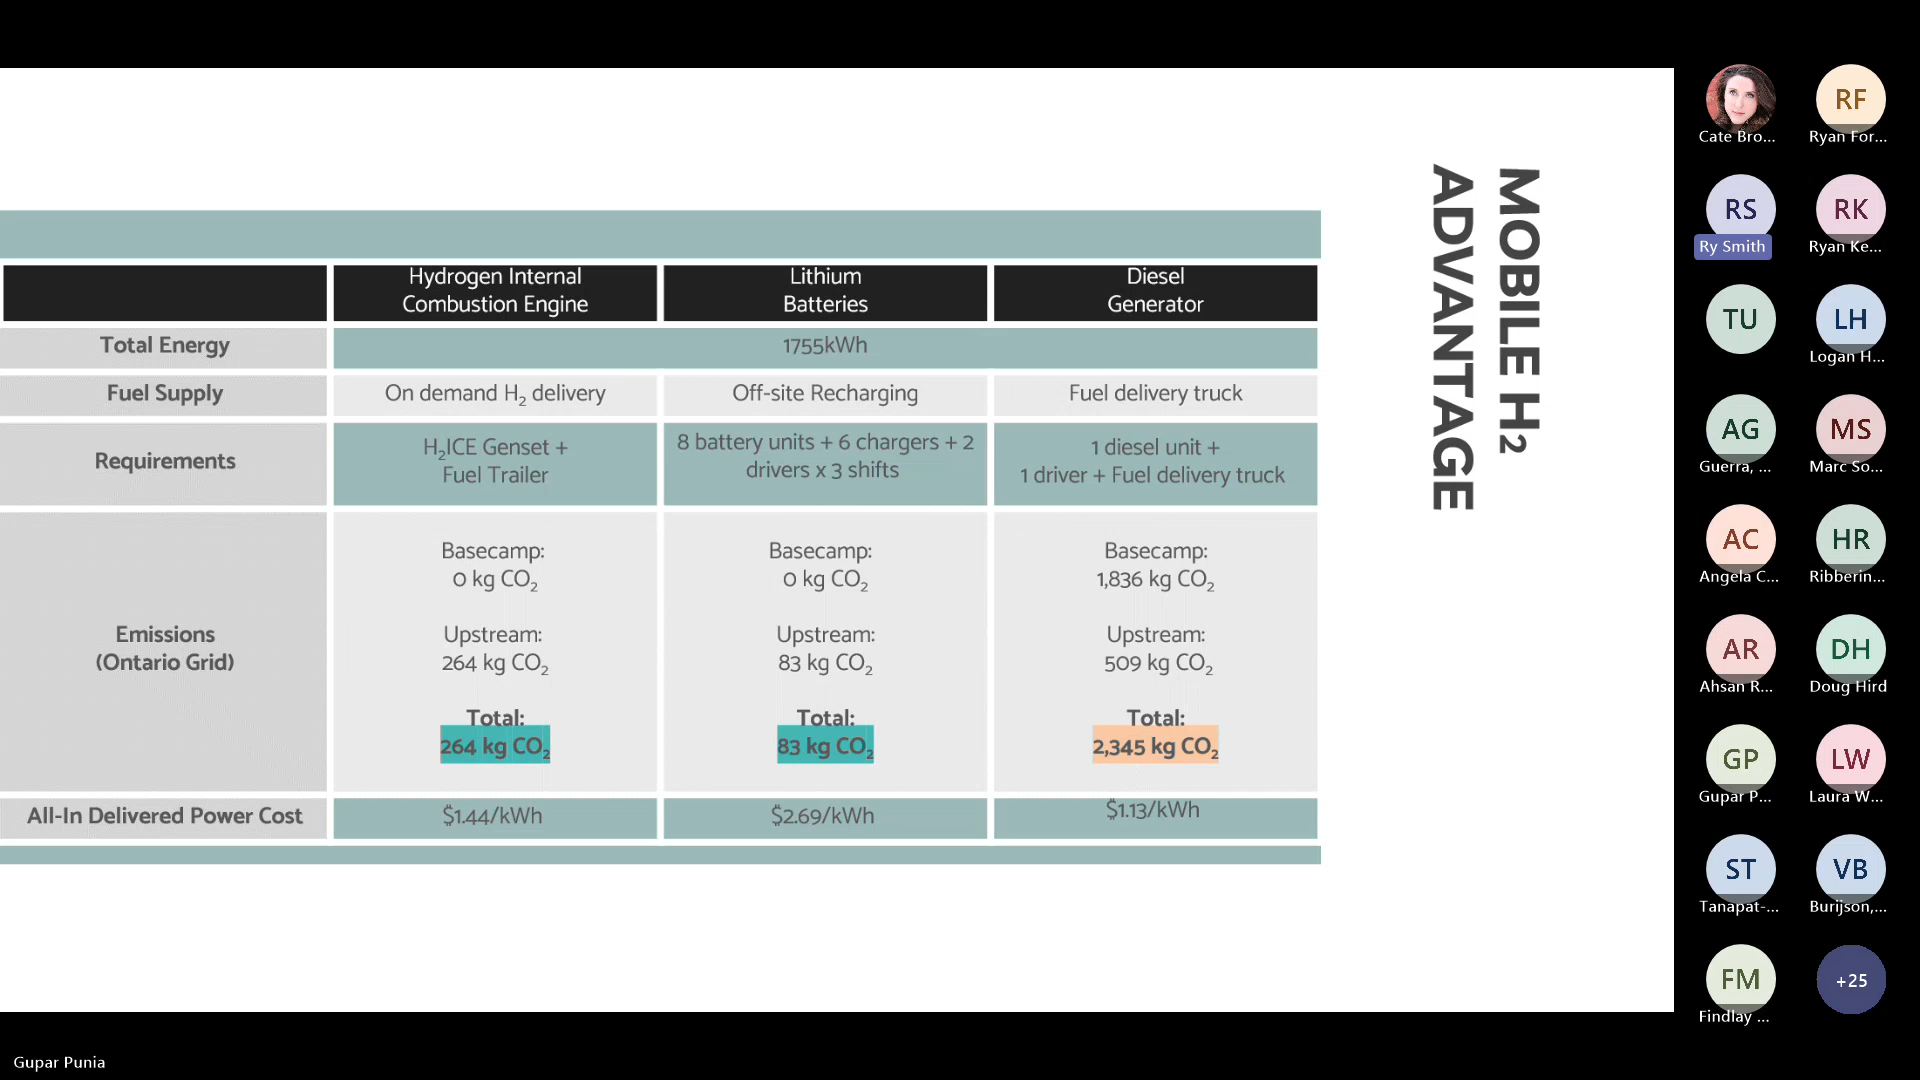 MOBILE H2
ADVANTAGE
Hydrogen Internal
Combustion Engine
Lithium
Batteries
Diesel
Generator
Total Energy
1755kWh
Fuel Supply
On demand H2 delivery
Off-site Recharging
Fuel delivery truck
Requirements
H2ICE Genset +
Fuel Trailer
8 battery units + 6 chargers + 2
drivers x 3 shifts
1 diesel unit +
1 driver + Fuel delivery truck
Emissions
(Ontario Grid)
Basecamp:
0 kg CO2
Upstream:
264 kg CO2
Total:
264 kg CO2
Basecamp:
0 kg CO2
Upstream:
83 kg CO2
Total:
83 kg CO2
Basecamp:
1,836 kg CO2
Upstream:
509 kg CO2
Total:
2,345 kg CO2
All-In Delivered Power Cost
$1.44/kWh
$2.69/kWh
$1.13/kWh
Cate Bro...
RF
Ryan For...
RS
Ry Smith
RK
Ryan Ke...
TU
LH
Logan H...
AG
Guerra, ...
MS
Marc So...
AC
Angela C...
HR
Ribberin...
AR
Ahsan R...
DH
Doug Hird
GP
Gupar P...
LW
Laura W...
ST
Tanapat-...
VB
Burijson,...
FM
Findlay ...
+25
Gupar Punia